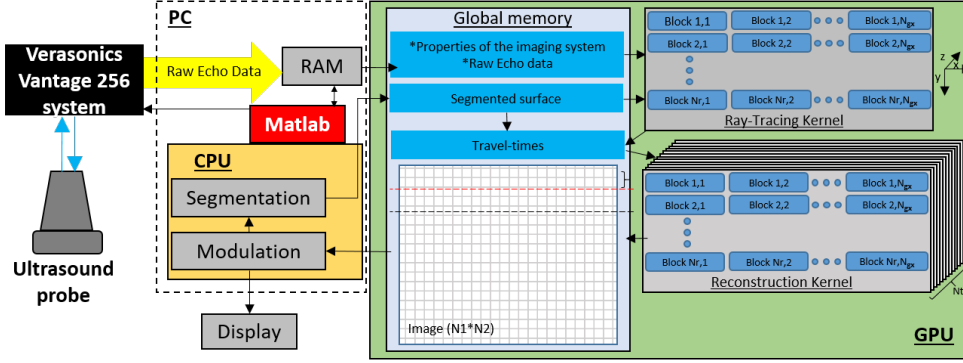 PC
Verasonics
Vantage 256
system
Raw Echo Data
RAM
Matlab
CPU
Segmentation
Modulation
Ultrasound
probe
Display
Global memory
*Properties of the imaging system
*Raw Echo data
Segmented surface
Travel-times
Image (N1*N2)
Block 1,1 Block 1,2 Block 1,Ngx
Block 2,1 Block 2,2 Block 2,Ngx
Block Nr,1 Block Nr,2 Block Nr,Ngx
Ray-Tracing Kernel
z
x
y
Block 1,1 Block 1,2 Block 1,Ngx
Block 2,1 Block 2,2 Block 2,Ngx
Block Nr,1 Block Nr,2 Block Nr,Ngx
Reconstruction Kernel
GPU